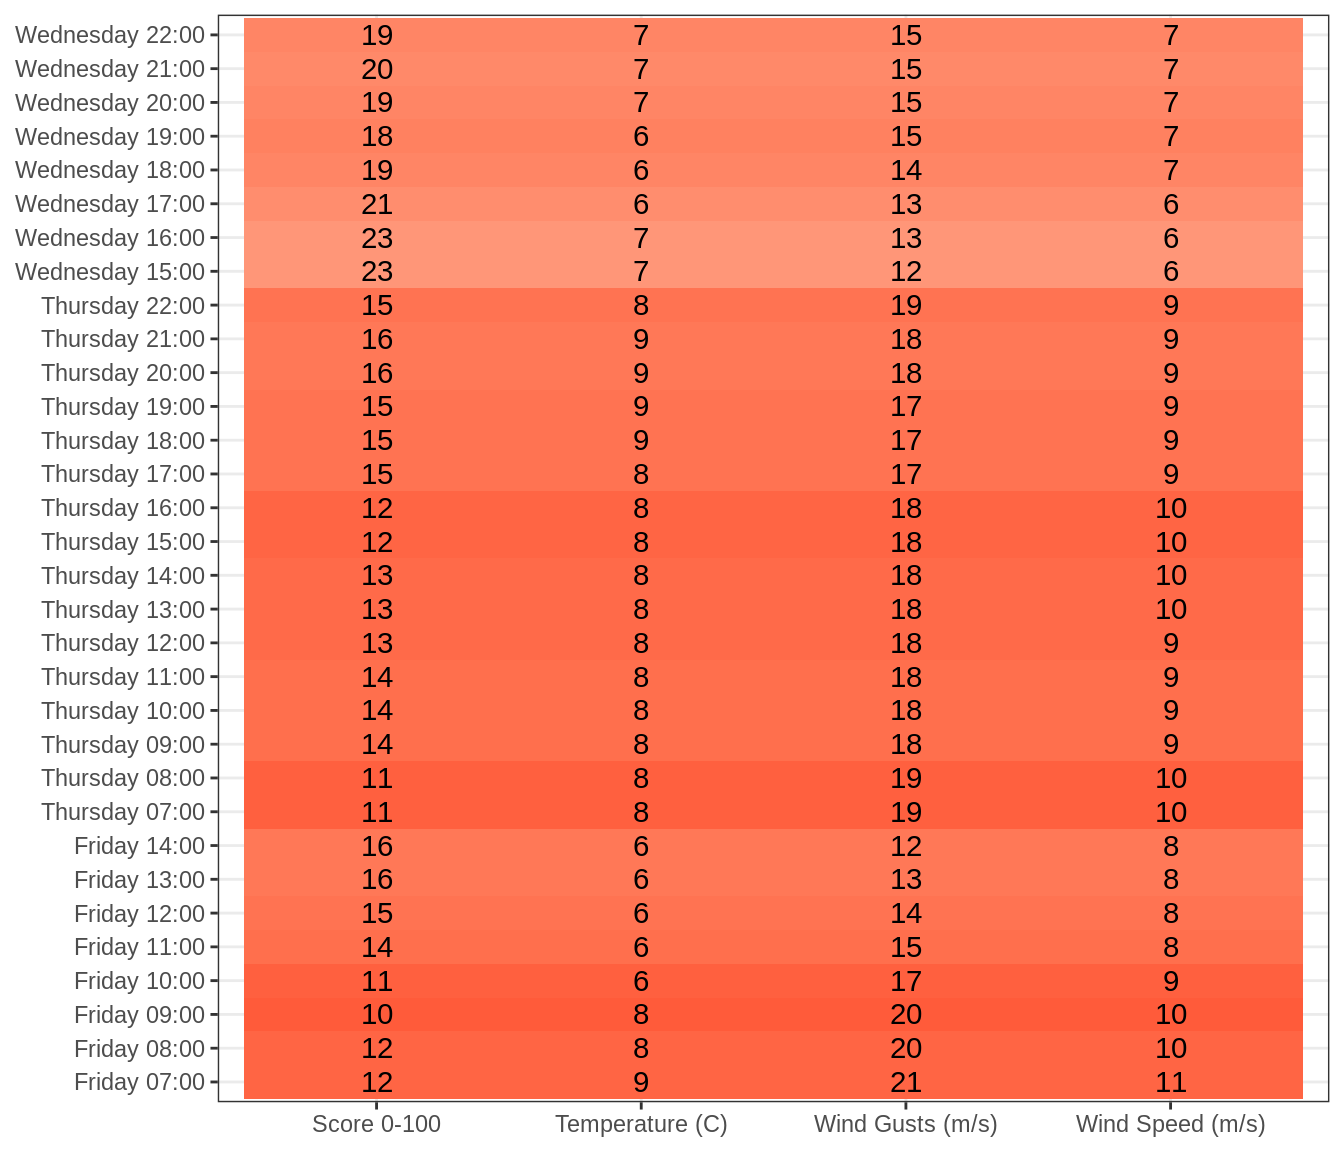 Wednesday 22:00 19 7 15 7
Wednesday 21:00 20 7 15 7
Wednesday 20:00 19 7 15 7
Wednesday 19:00 18 6 15 7
Wednesday 18:00 19 6 14 7
Wednesday 17:00 21 6 13 6
Wednesday 16:00 23 7 13 6
Wednesday 15:00 23 7 12 6
Thursday 22:00 15 8 19 9
Thursday 21:00 16 9 18 9
Thursday 20:00 16 9 18 9
Thursday 19:00 15 9 17 9
Thursday 18:00 15 9 17 9
Thursday 17:00 15 8 17 9
Thursday 16:00 12 8 18 10
Thursday 15:00 12 8 18 10
Thursday 14:00 13 8 18 10
Thursday 13:00 13 8 18 10
Thursday 12:00 13 8 18 9
Thursday 11:00 14 8 18 9
Thursday 10:00 14 8 18 9
Thursday 09:00 14 8 18 9
Thursday 08:00 11 8 19 10
Thursday 07:00 11 8 19 10
Friday 14:00 16 6 12 8
Friday 13:00 16 6 13 8
Friday 12:00 15 6 14 8
Friday 11:00 14 6 15 8
Friday 10:00 11 6 17 9
Friday 09:00 10 8 20 10
Friday 08:00 12 8 20 10
Friday 07:00 12 9 21 11
Score 0-100 Temperature (C) Wind Gusts (m/s) Wind Speed (m/s)